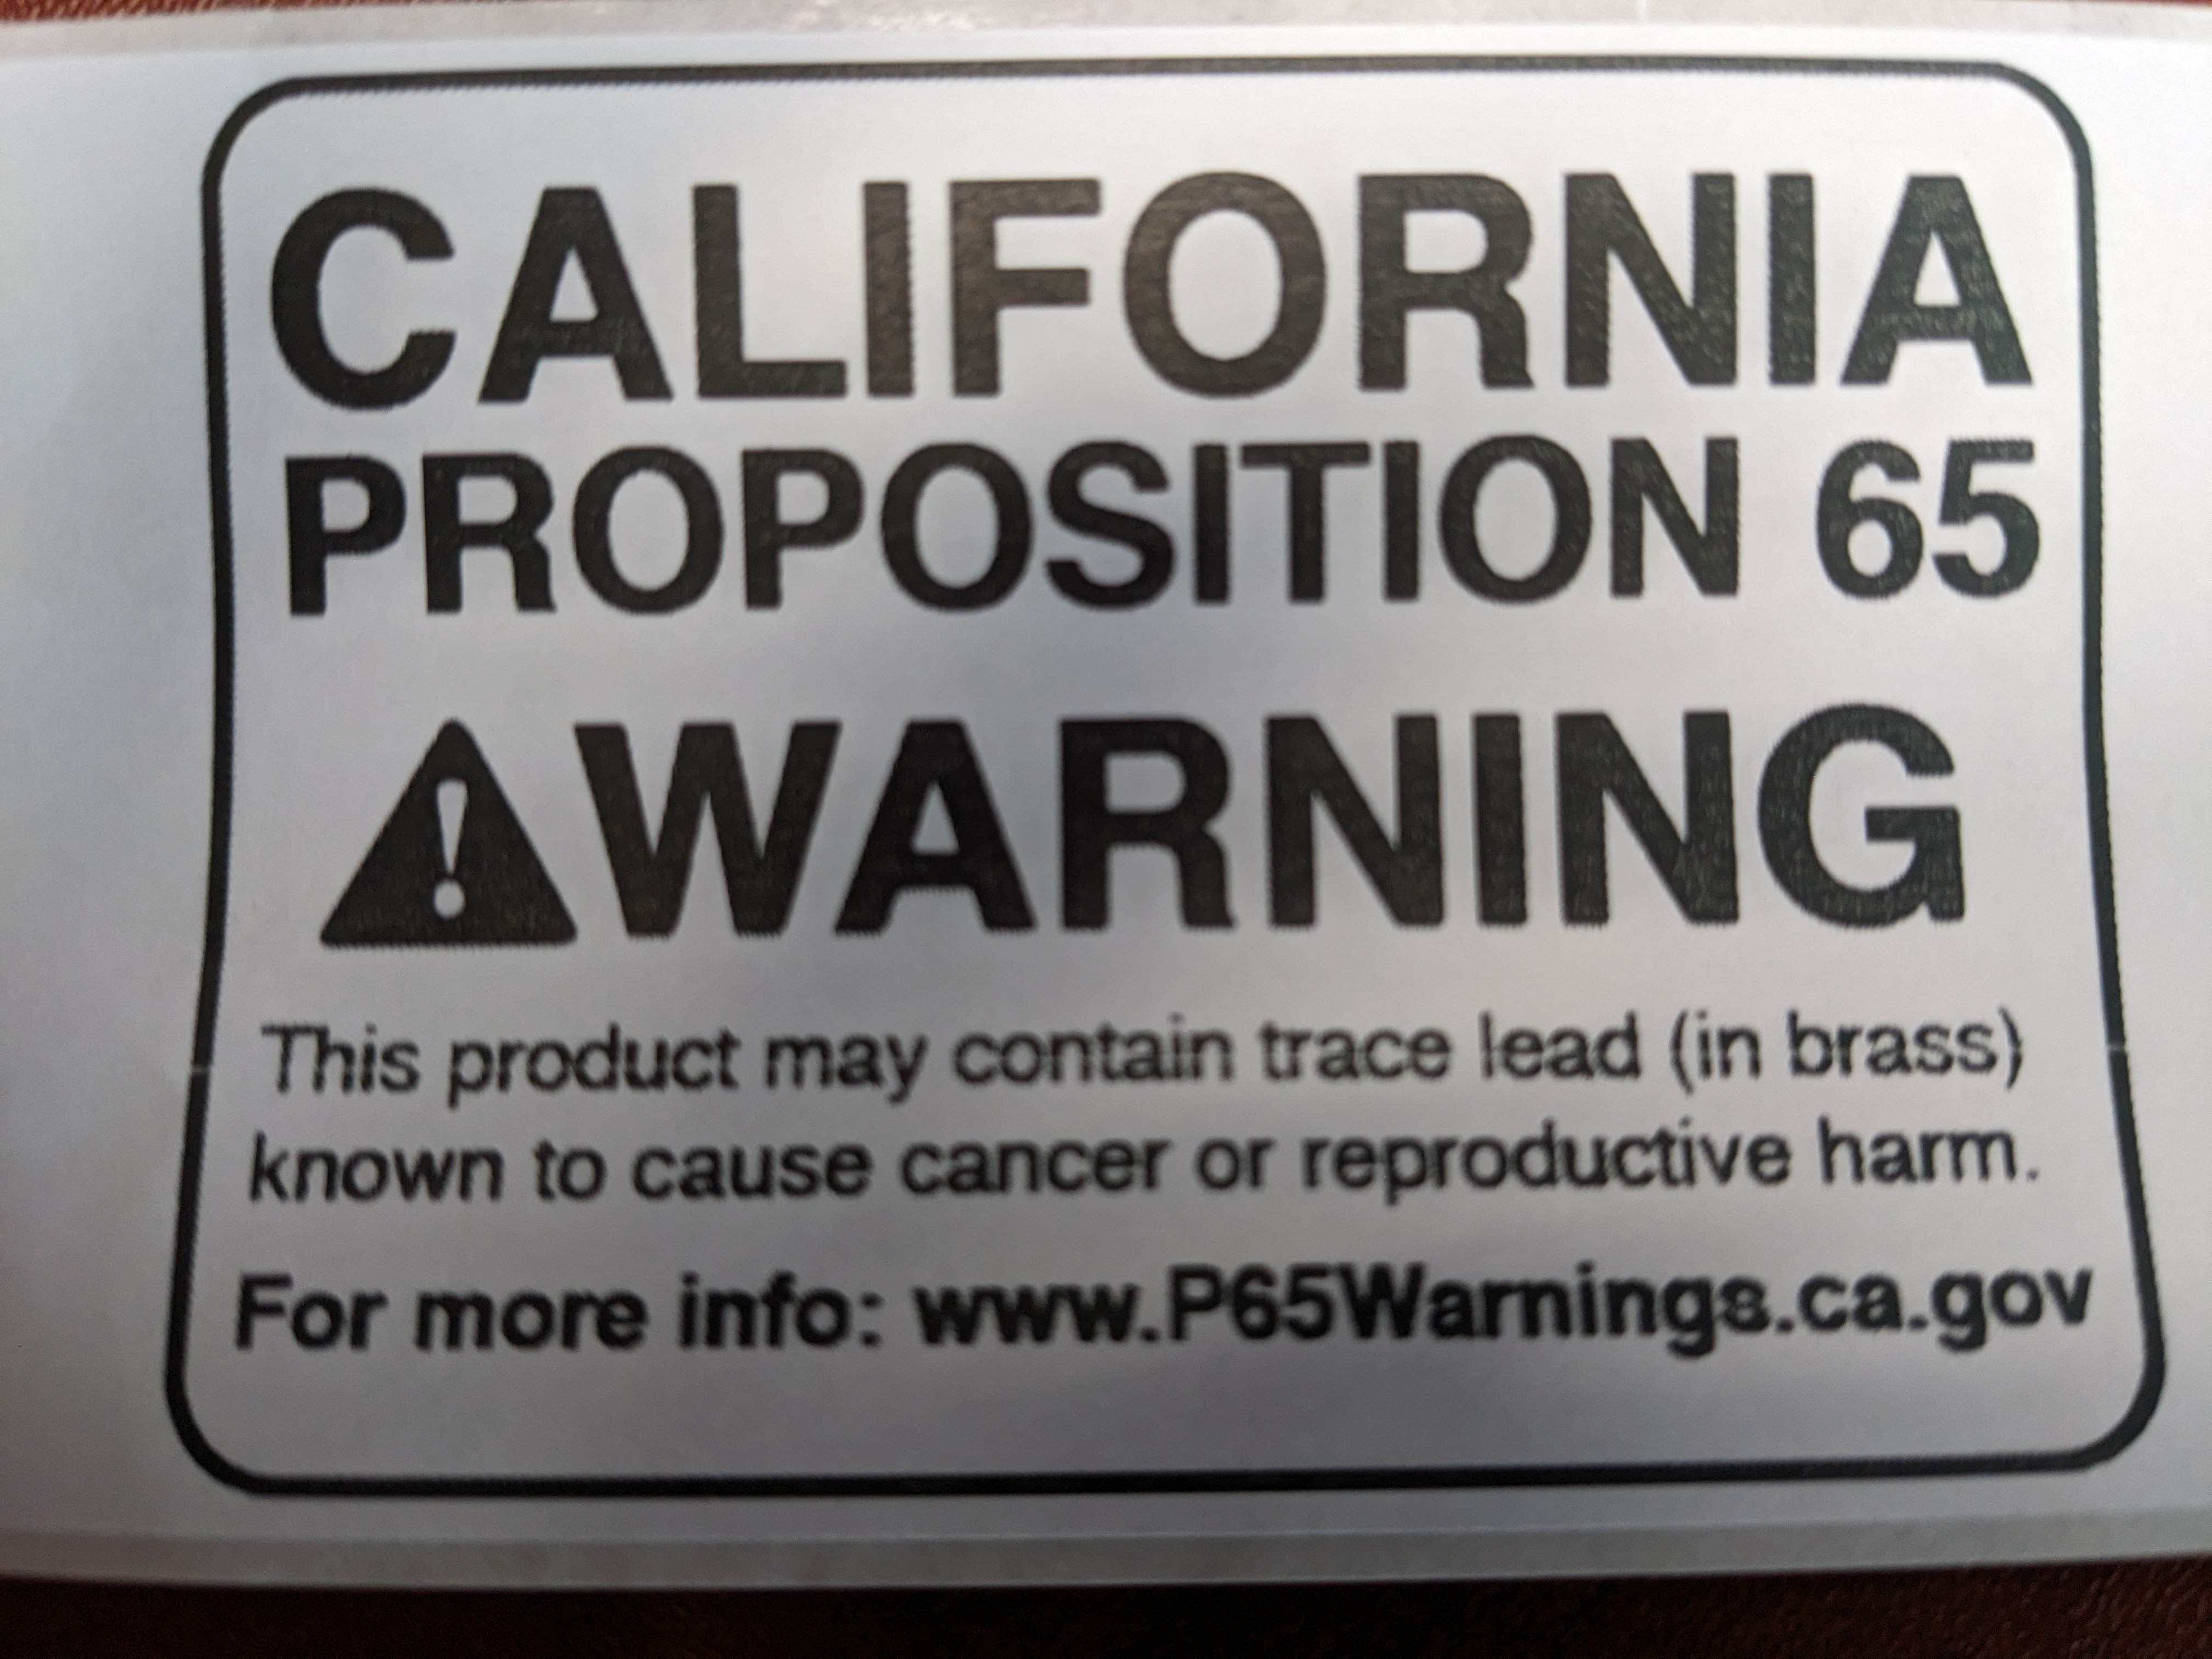 CALIFORNIA
PROPOSITION 65
WARNING
This product may contain trace lead (in brass)
known to cause cancer or reproductive harm.
For more info: www.P65Warnings.ca.gov